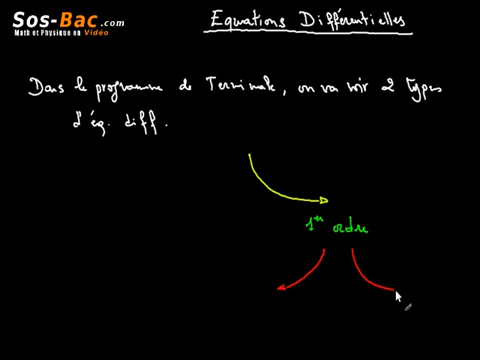 Sos-Bac.com
Math et Physique en Vidéo
Equations Différentielles
Dans le programme de Terminale, on va voir 2 types
d'éq. diff.
1er ordre